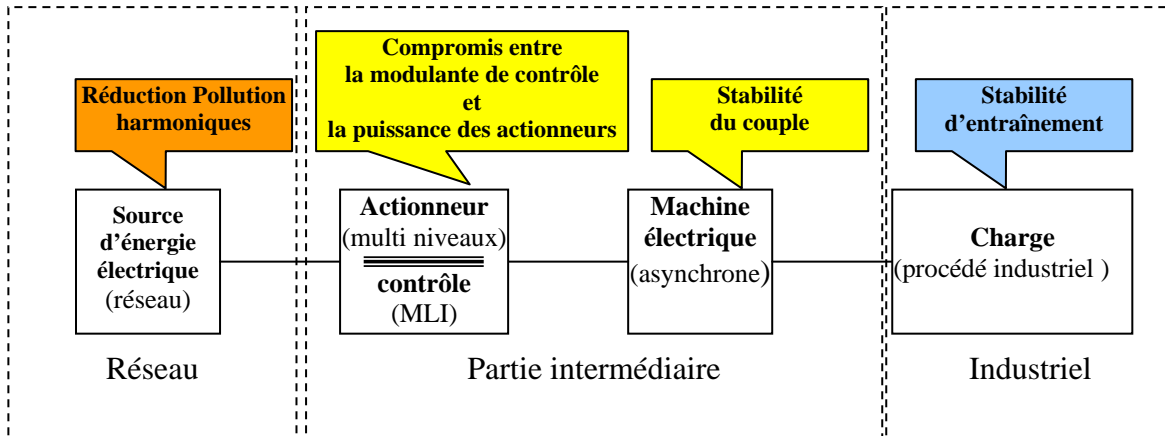 Réduction Pollution
harmoniques
Compromis entre
la modulante de contrôle
et
la puissance des actionneurs
Stabilité
du couple
Stabilité
d'entraînement
Source
d'énergie
électrique
(réseau)
Actionneur
(multi niveaux)
contrôle
(MLI)
Machine
électrique
(asynchrone)
Charge
(procédé industriel )
Réseau
Partie intermédiaire
Industriel